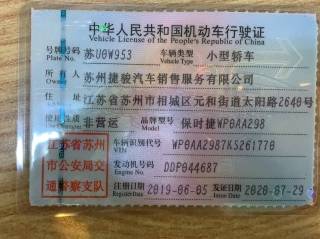 中华人民共和国机动车行驶证
Vehicle License of the People's Republic of China
号牌号码 苏U0W953 车辆类型 小型轿车
Plate No. Vehicle Type
所有人 苏州捷骏汽车销售服务有限公司
Owner
住址 江苏省苏州市相城区元和街道太阳路2640号
Address
使用性质 非营运 品牌型号 保时捷WP0AA298
Model
江苏省苏州市公安局交通警察支队
车辆识别代号 WP0AA2987KS261770
VIN
发动机号码 DDP044687
Engine No.
注册日期 2019-06-05 发证日期 2020-07-29
Register Date Issue Date